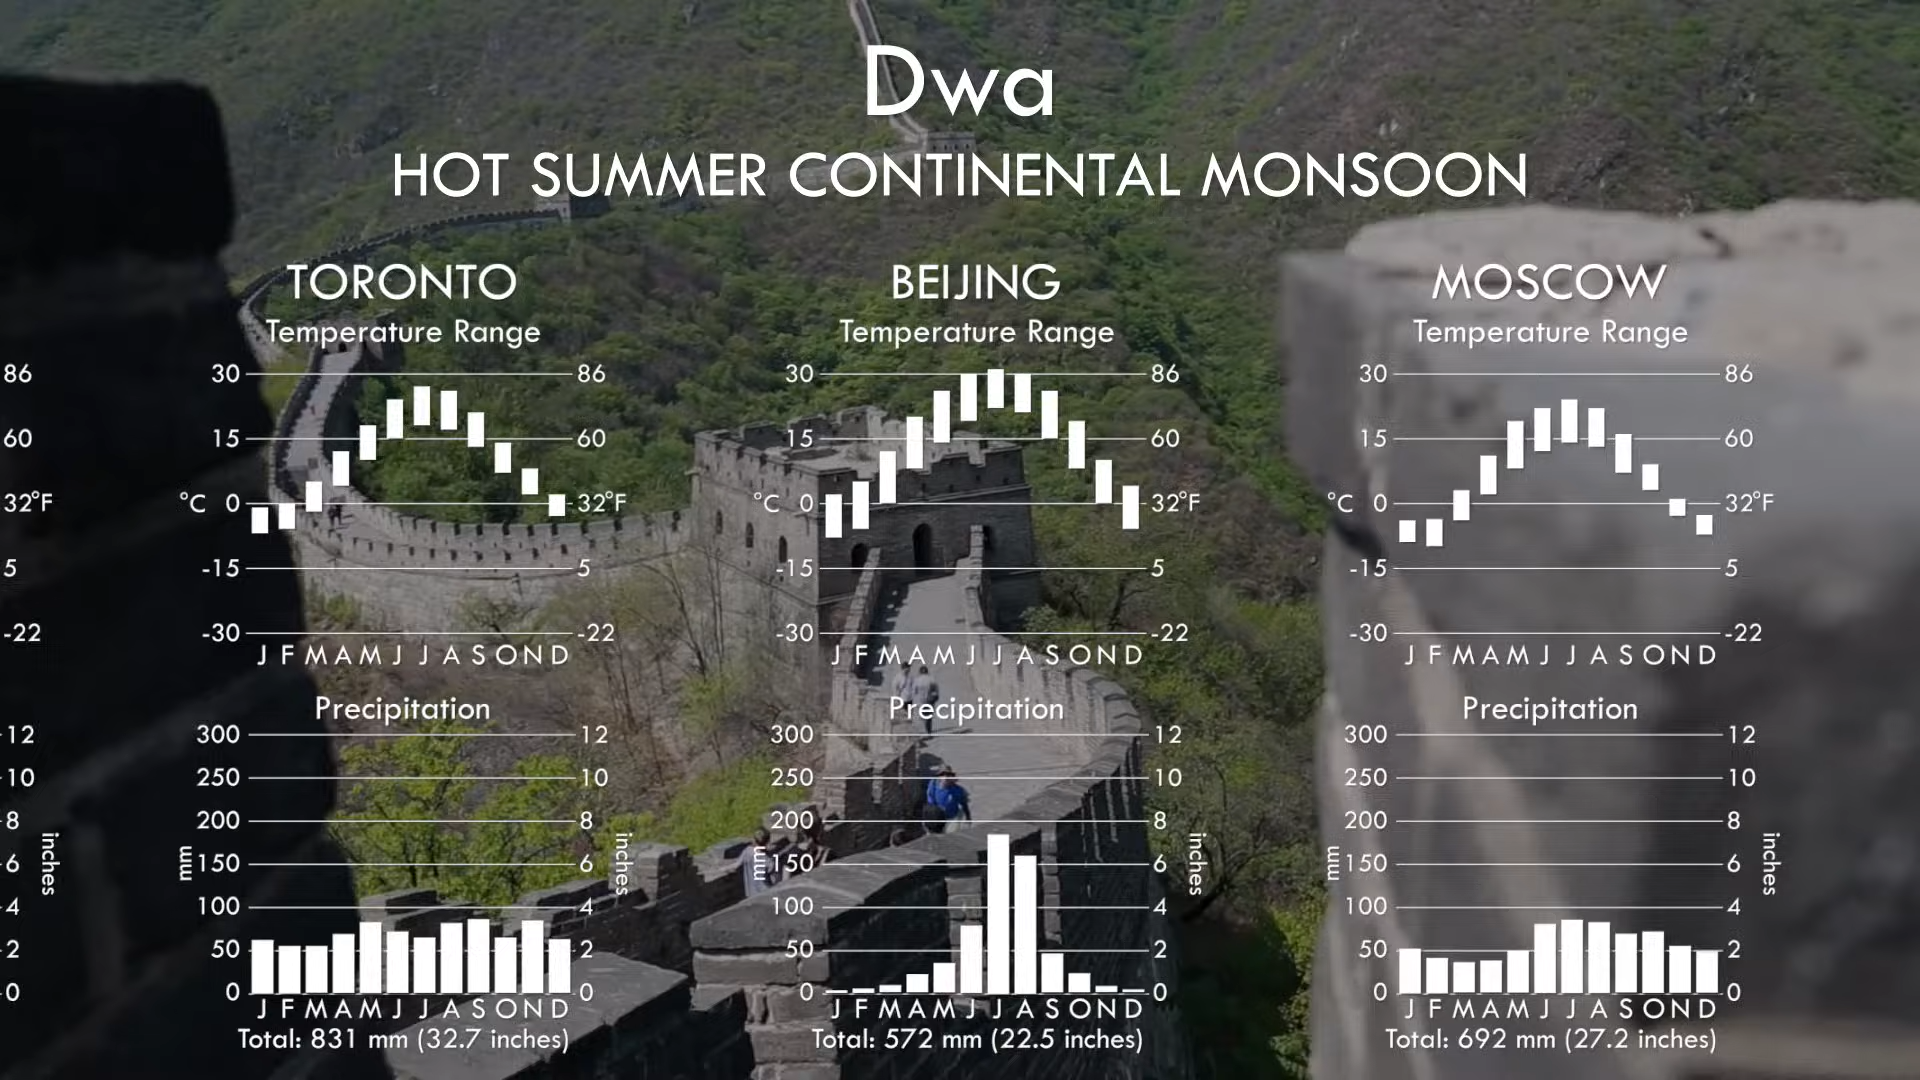 Dwa
HOT SUMMER CONTINENTAL MONSOON
86
60
32°F
5
-22
12
10
8
6
4
2
0
inches
TORONTO
Temperature Range
30 86
15 60
°C 0 32°F
-15 5
-30 -22
J F M A M J J A S O N D
Precipitation
300 12
250 10
200 8
150 6
100 4
50 2
0 0
mm
inches
J F M A M J J A S O N D
Total: 831 mm (32.7 inches)
BEIJING
Temperature Range
30 86
15 60
°C 0 32°F
-15 5
-30 -22
J F M A M J J A S O N D
Precipitation
300 12
250 10
200 8
150 6
100 4
50 2
0 0
mm
inches
J F M A M J J A S O N D
Total: 572 mm (22.5 inches)
MOSCOW
Temperature Range
30 86
15 60
°C 0 32°F
-15 5
-30 -22
J F M A M J J A S O N D
Precipitation
300 12
250 10
200 8
150 6
100 4
50 2
0 0
mm
inches
J F M A M J J A S O N D
Total: 692 mm (27.2 inches)